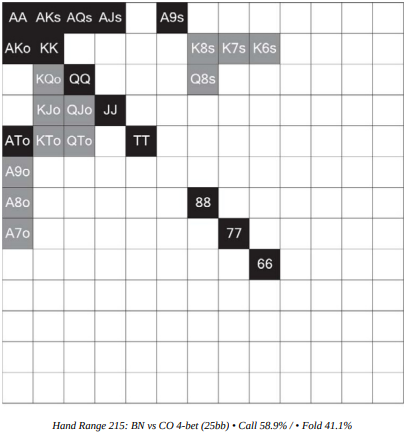 AA AKs AQs AJs A9s
AKo KK K8s K7s K6s
KQo QQ Q8s
KJo QJo JJ
ATo KTo QTo TT
A9o
A8o 88
A7o 77
66
Hand Range 215: BN vs CO 4-bet (25bb) • Call 58.9% / • Fold 41.1%